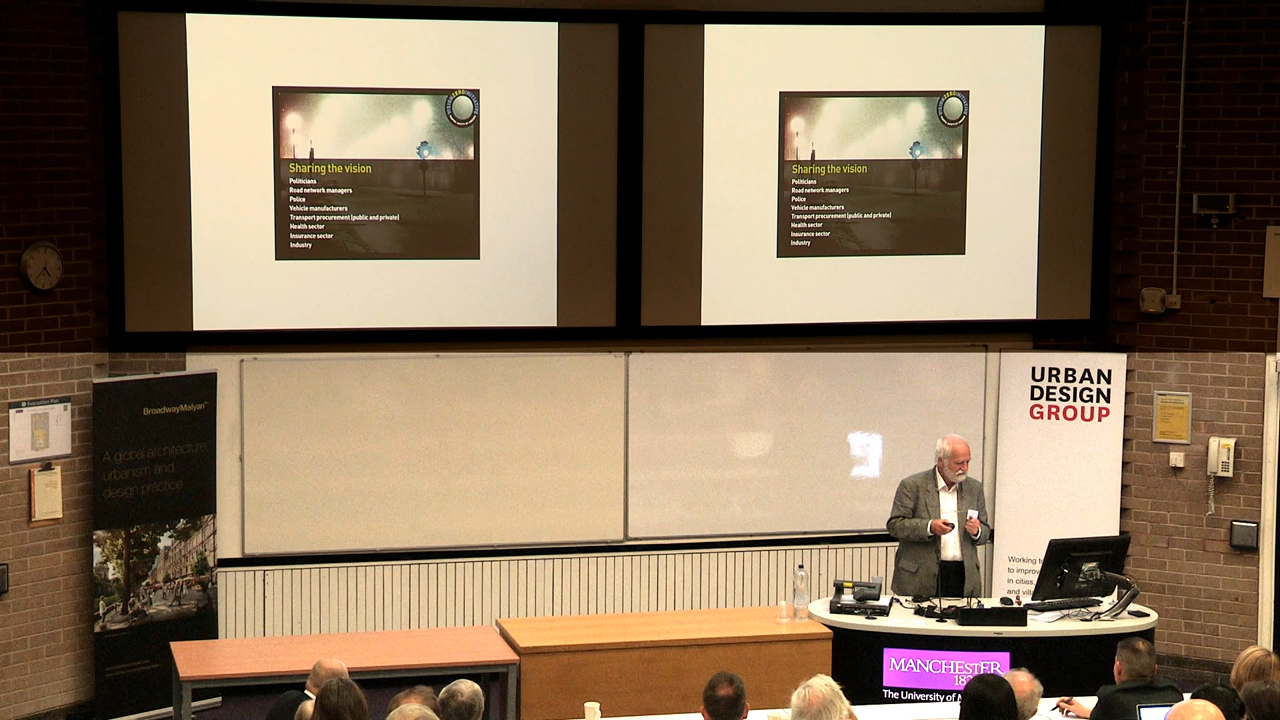 Sharing the vision
Politicians
Road network managers
Police
Vehicle manufacturers
Transport procurement (public and private)
Health sector
Insurance sector
Industry
Sharing the vision
Politicians
Road network managers
Police
Vehicle manufacturers
Transport procurement (public and private)
Health sector
Insurance sector
Industry
BroadwayMalyan
A global architecture,
urbanism and
design practice
URBAN
DESIGN
GROUP
Working
to
in cities,
and
MANCHESTER
The University of